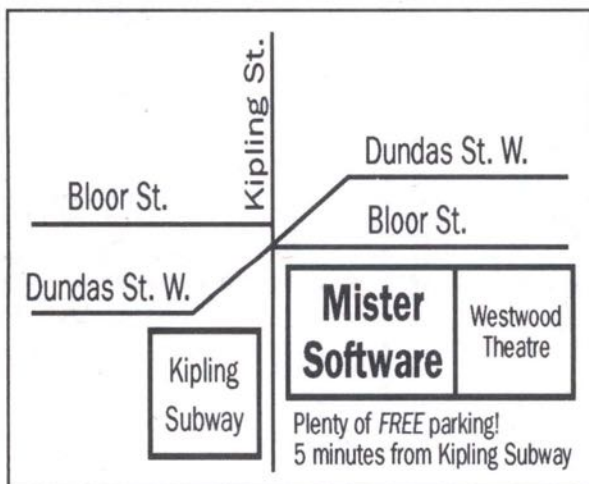 Kipling St.
Dundas St. W.
Bloor St.
Bloor St.
Dundas St. W.
Mister
Software
Westwood
Theatre
Kipling
Subway
Plenty of FREE parking!
5 minutes from Kipling Subway